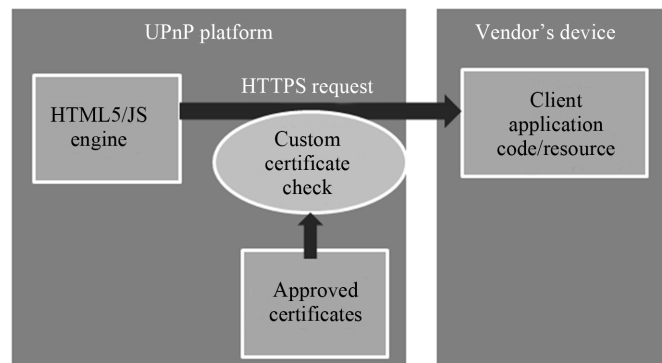 UPnP platform
Vendor's device
HTTPS request
HTML5/JS
engine
Client
application
code/resource
Custom
certificate
check
Approved
certificates